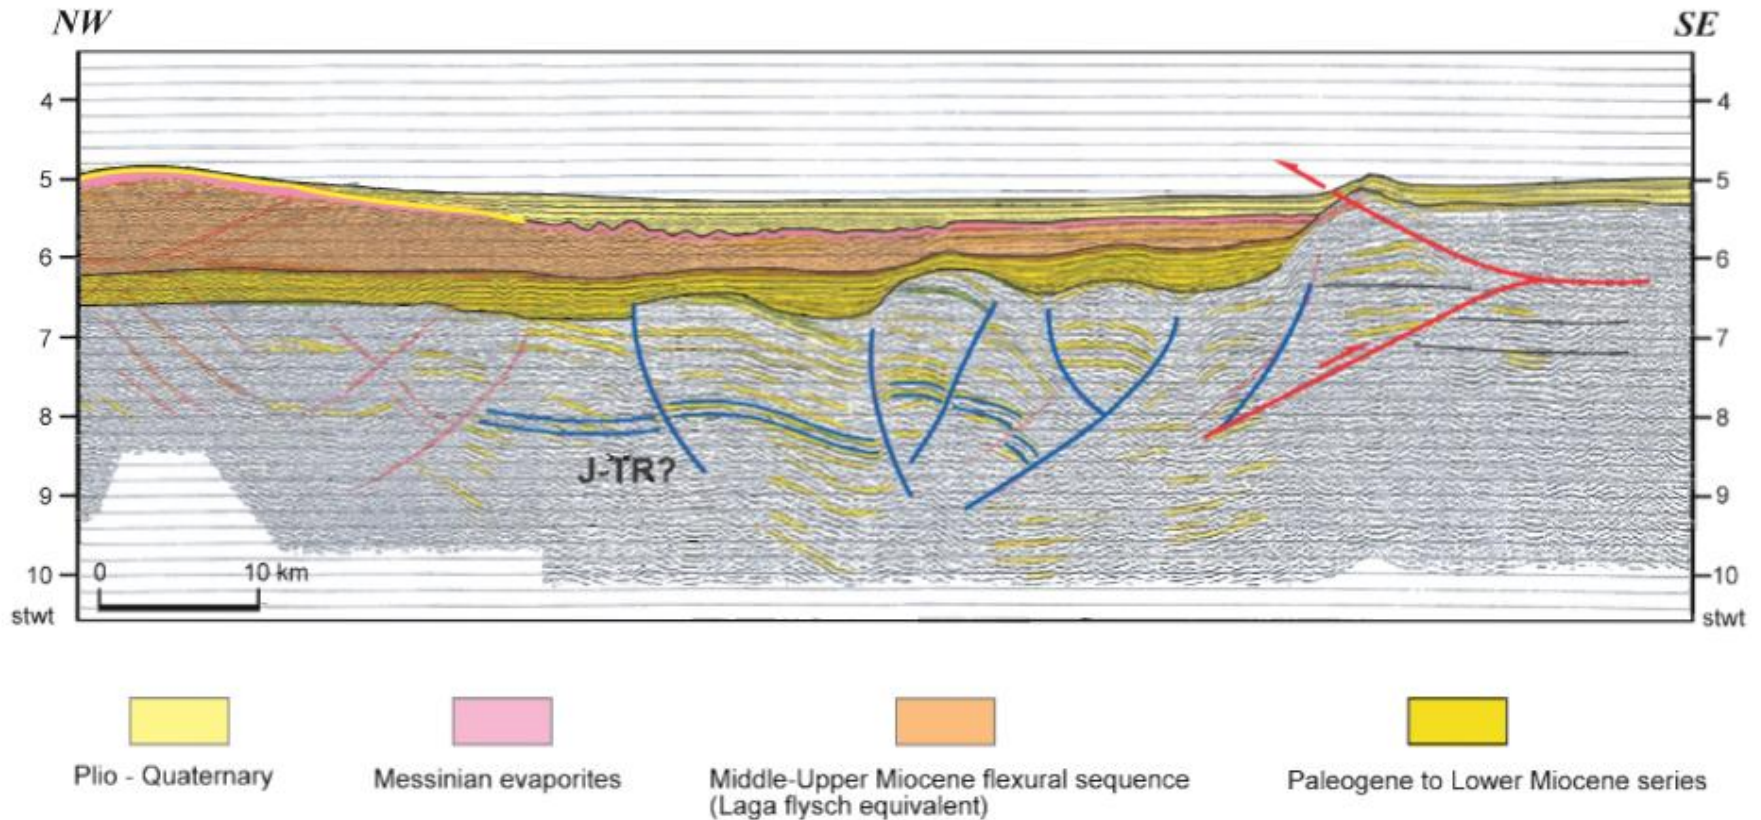 NW SE
4 4
5 5
6 6
7 7
8 8
J-TR?
9 9
0 10 km
10 10
stwt stwt
Plio - Quaternary
Messinian evaporites
Middle-Upper Miocene flexural sequence
(Laga flysch equivalent)
Paleogene to Lower Miocene series